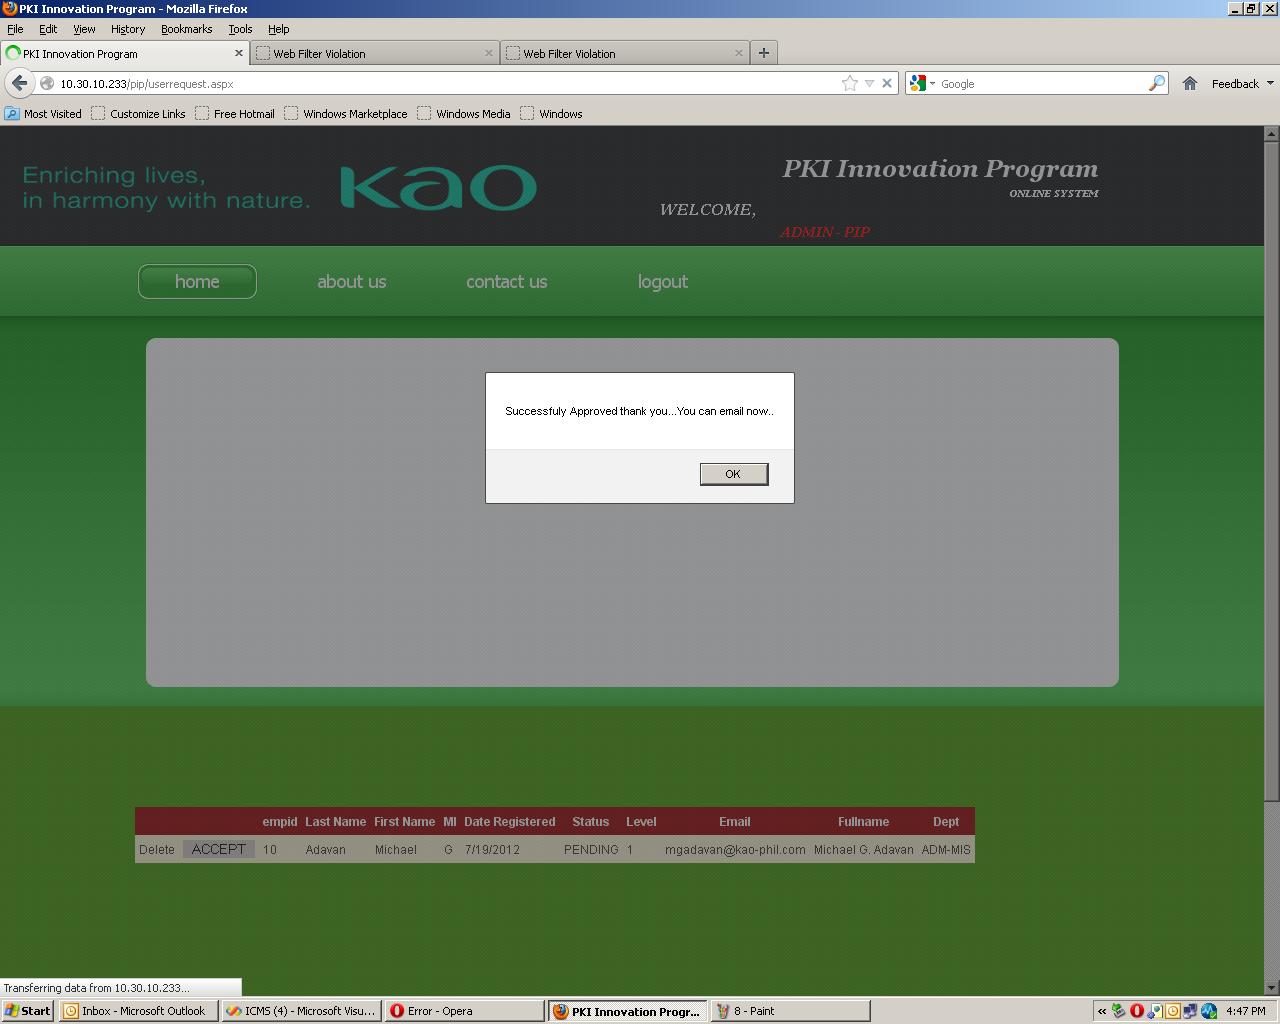 PKI Innovation Program - Mozilla Firefox
File Edit View History Bookmarks Tools Help
PKI Innovation Program
Web Filter Violation
Web Filter Violation
10.30.10.233/pip/userrequest.aspx
Google
Feedback
Most Visited Customize Links Free Hotmail Windows Marketplace Windows Media Windows
Enriching lives,
in harmony with nature.
Kao
PKI Innovation Program
ONLINE SYSTEM
WELCOME,
ADMIN - PIP
home about us contact us logout
Successfuly Approved thank you...You can email now..
OK
empid Last Name First Name MI Date Registered Status Level Email Fullname Dept
Delete ACCEPT 10 Adavan Michael G 7/19/2012 PENDING 1 mgadavan@kao-phil.com Michael G. Adavan ADM-MIS
Transferring data from 10.30.10.233...
Start Inbox - Microsoft Outlook ICMS (4) - Microsoft Visu... Error - Opera PKI Innovation Progr... 8 - Paint 4:47 PM